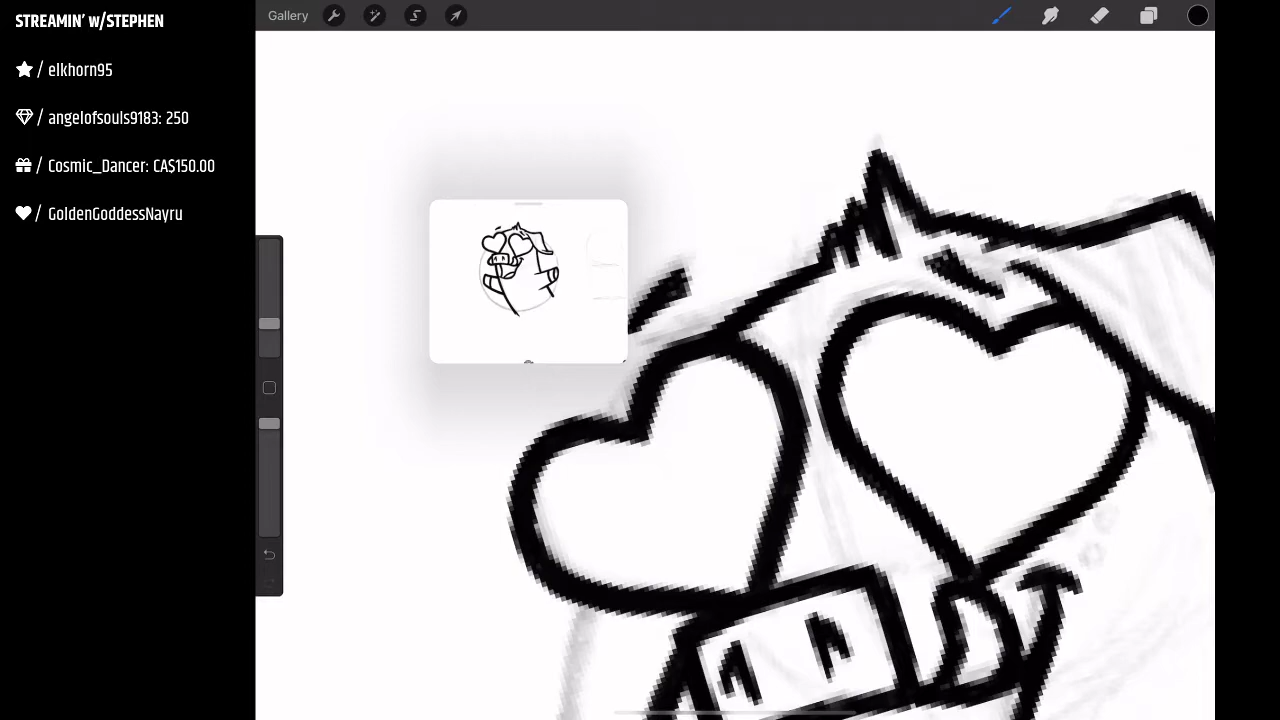 STREAMIN' w/STEPHEN
/ elkhorn95
/ angelofsouls9183: 250
/ Cosmic_Dancer: CA$150.00
/ GoldenGoddessNayru
Gallery